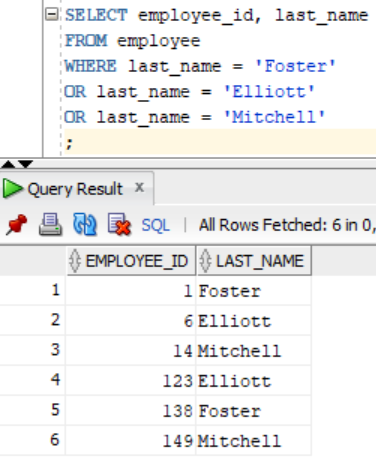 SELECT employee_id, last_name
FROM employee
WHERE last_name = 'Foster'
OR last_name = 'Elliott'
OR last_name = 'Mitchell'
;
Query Result x
SQL | All Rows Fetched: 6 in 0,
EMPLOYEE_ID LAST_NAME
1 1 Foster
2 6 Elliott
3 14 Mitchell
4 123 Elliott
5 138 Foster
6 149 Mitchell